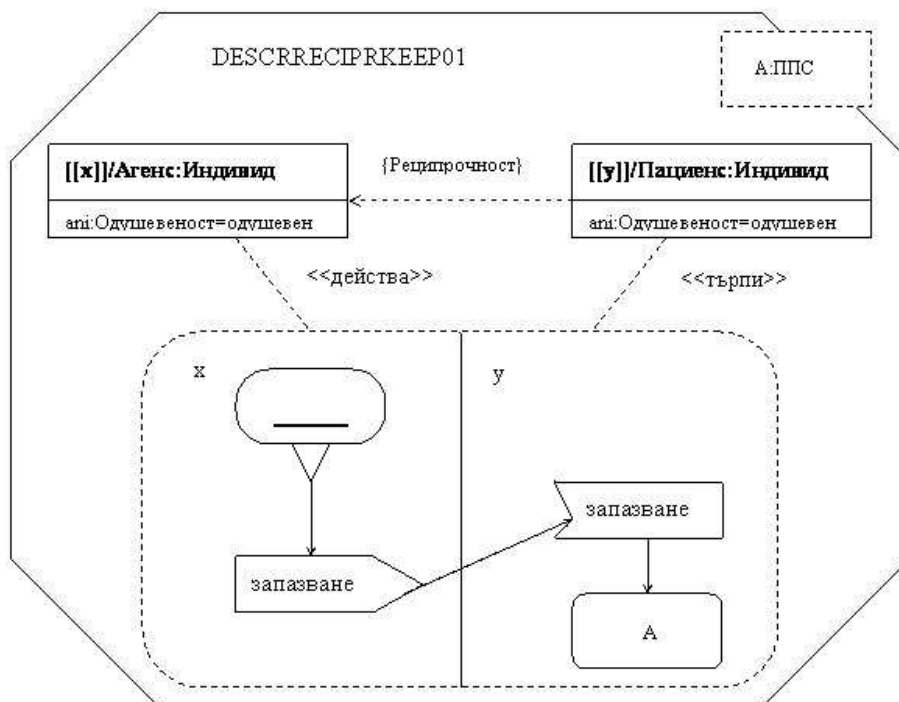 DESCRRECIPRKEEP01
А:ППС
[[x]]/Агенс:Индивид
{Реципрочност}
[[y]]/Пациенс:Индивид
ani:Одушевеност=одушевен
ani:Одушевеност=одушевен
<<действа>>
<<търпи>>
x
y
запазване
запазване
А